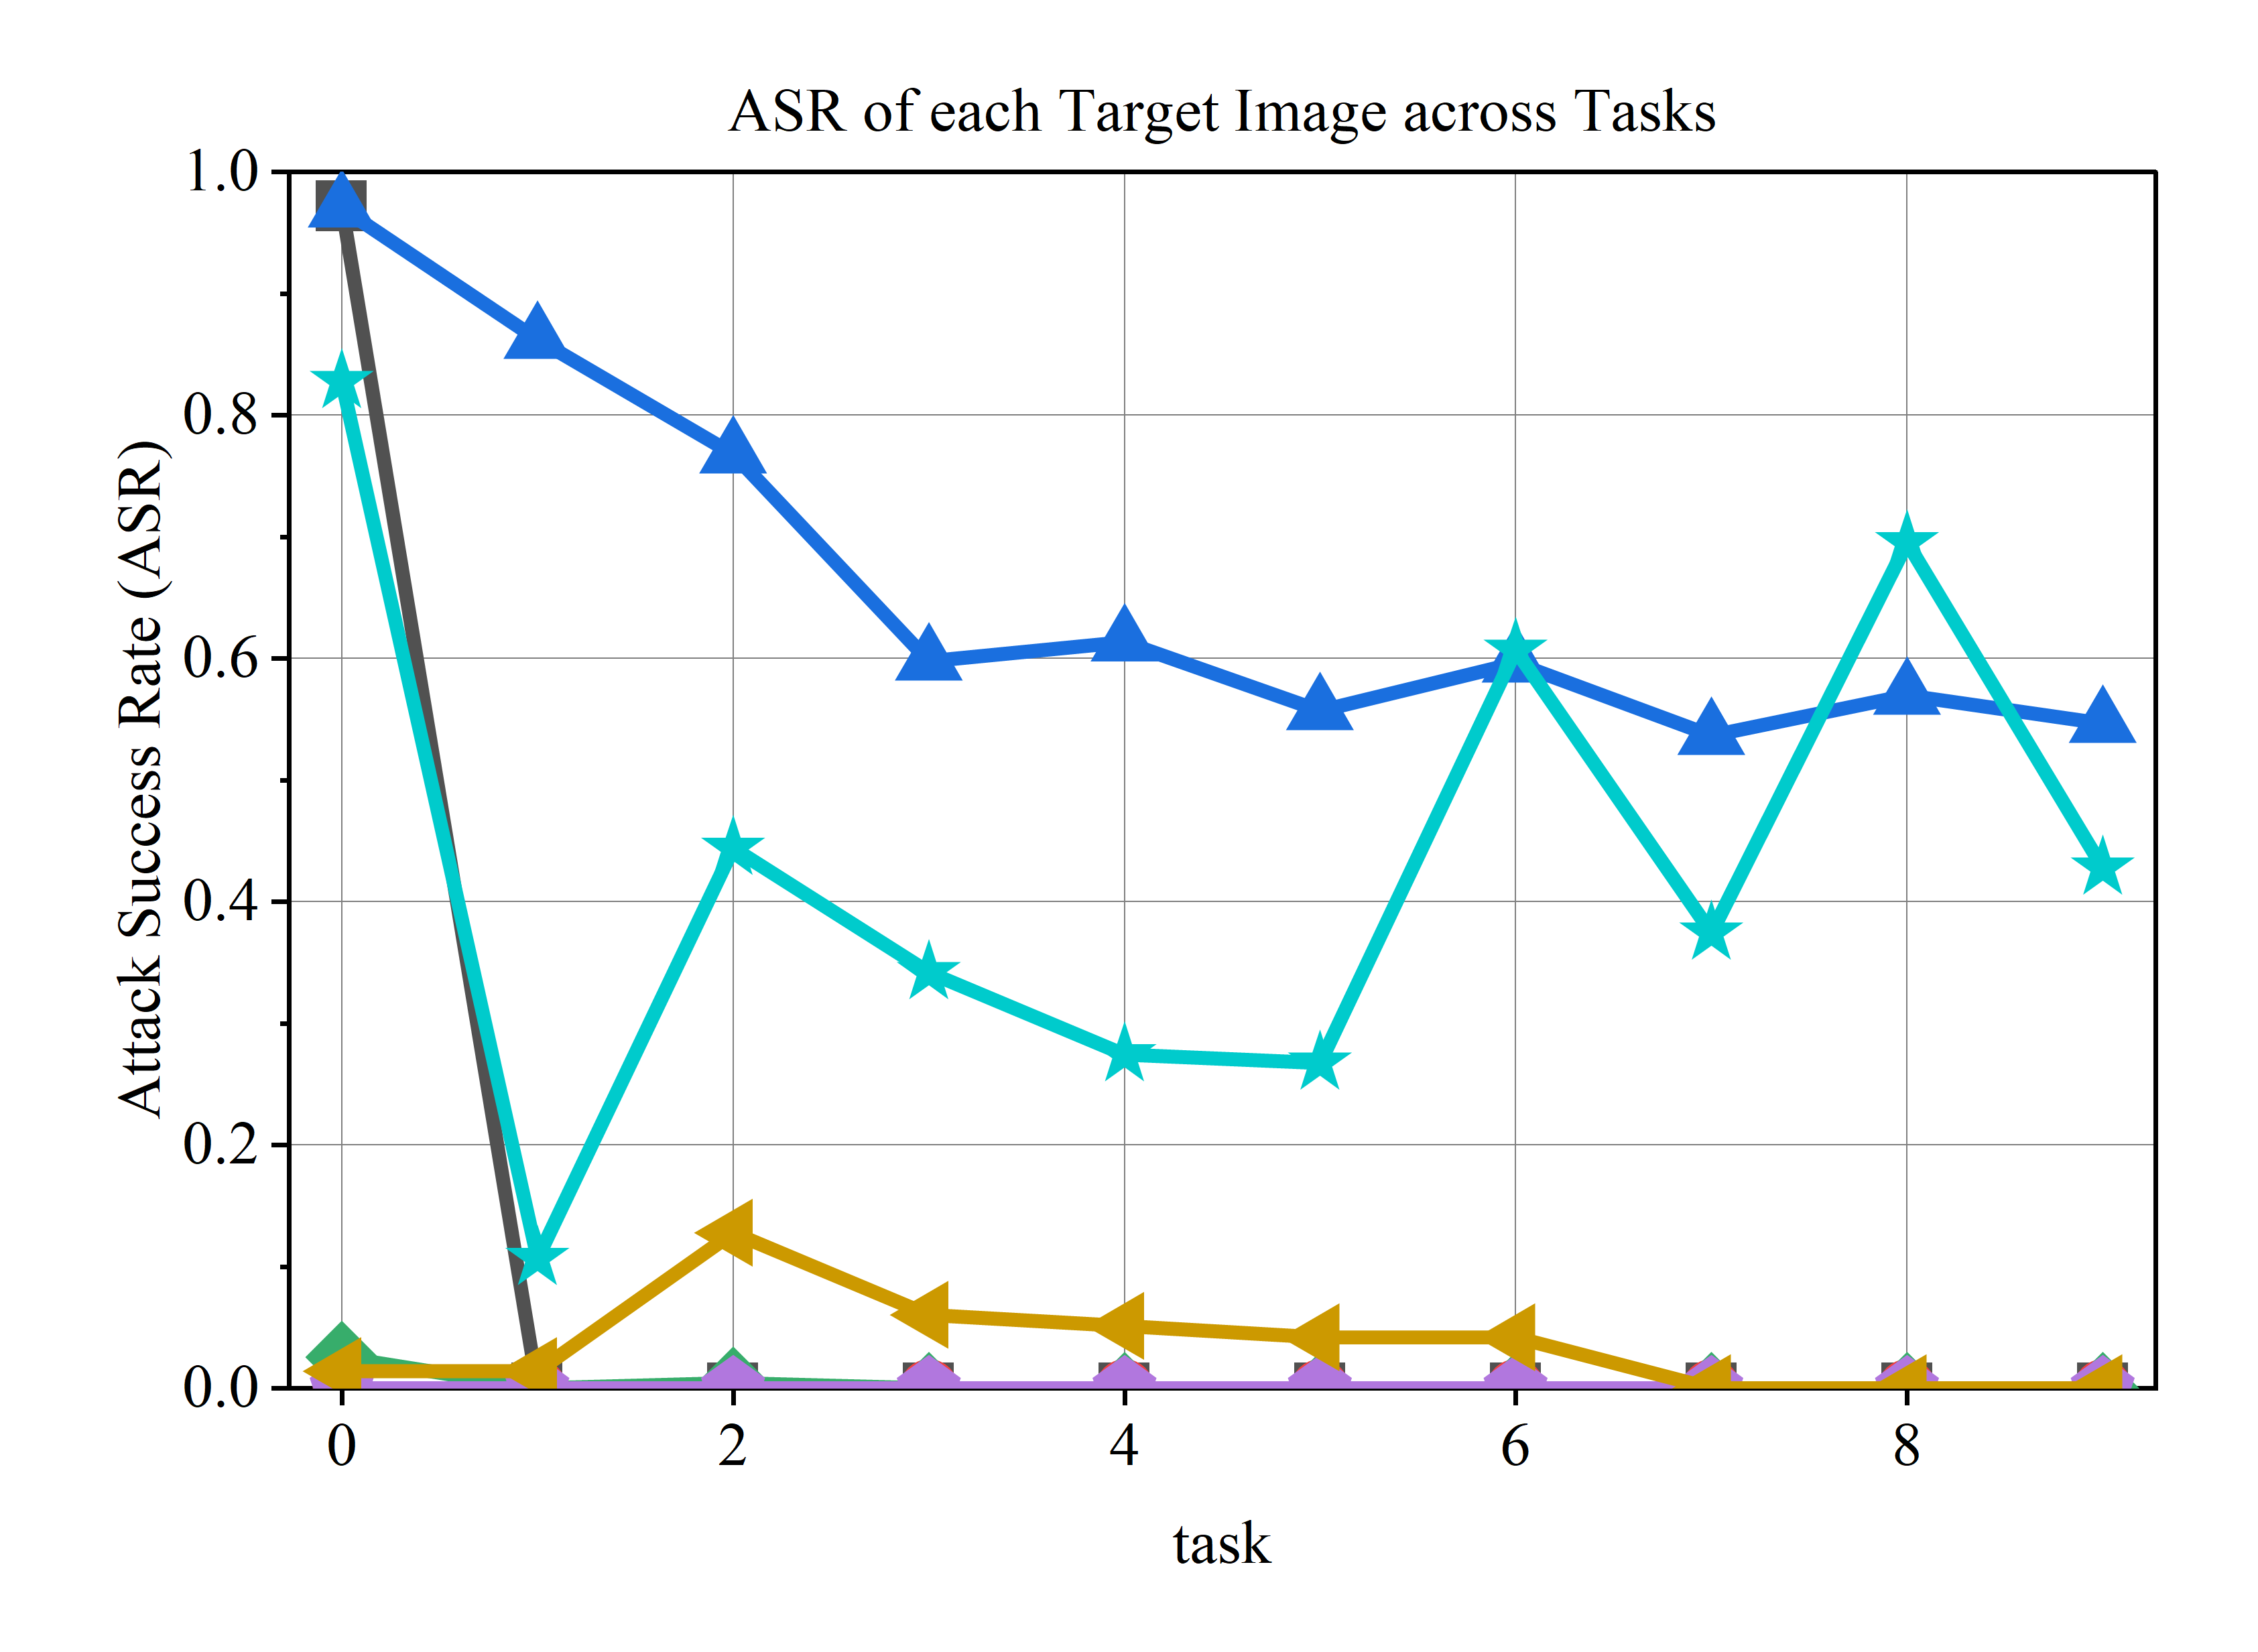 ASR of each Target Image across Tasks
1.0
0.8
0.6
0.4
0.2
0.0
Attack Success Rate (ASR)
0 2 4 6 8
task